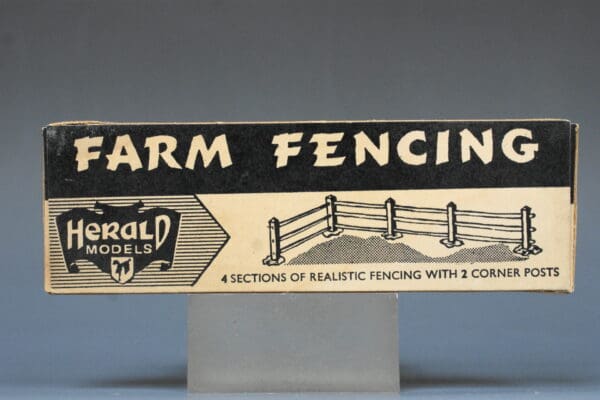 FARM FENCING
HERALD
MODELS
4 SECTIONS OF REALISTIC FENCING WITH 2 CORNER POSTS